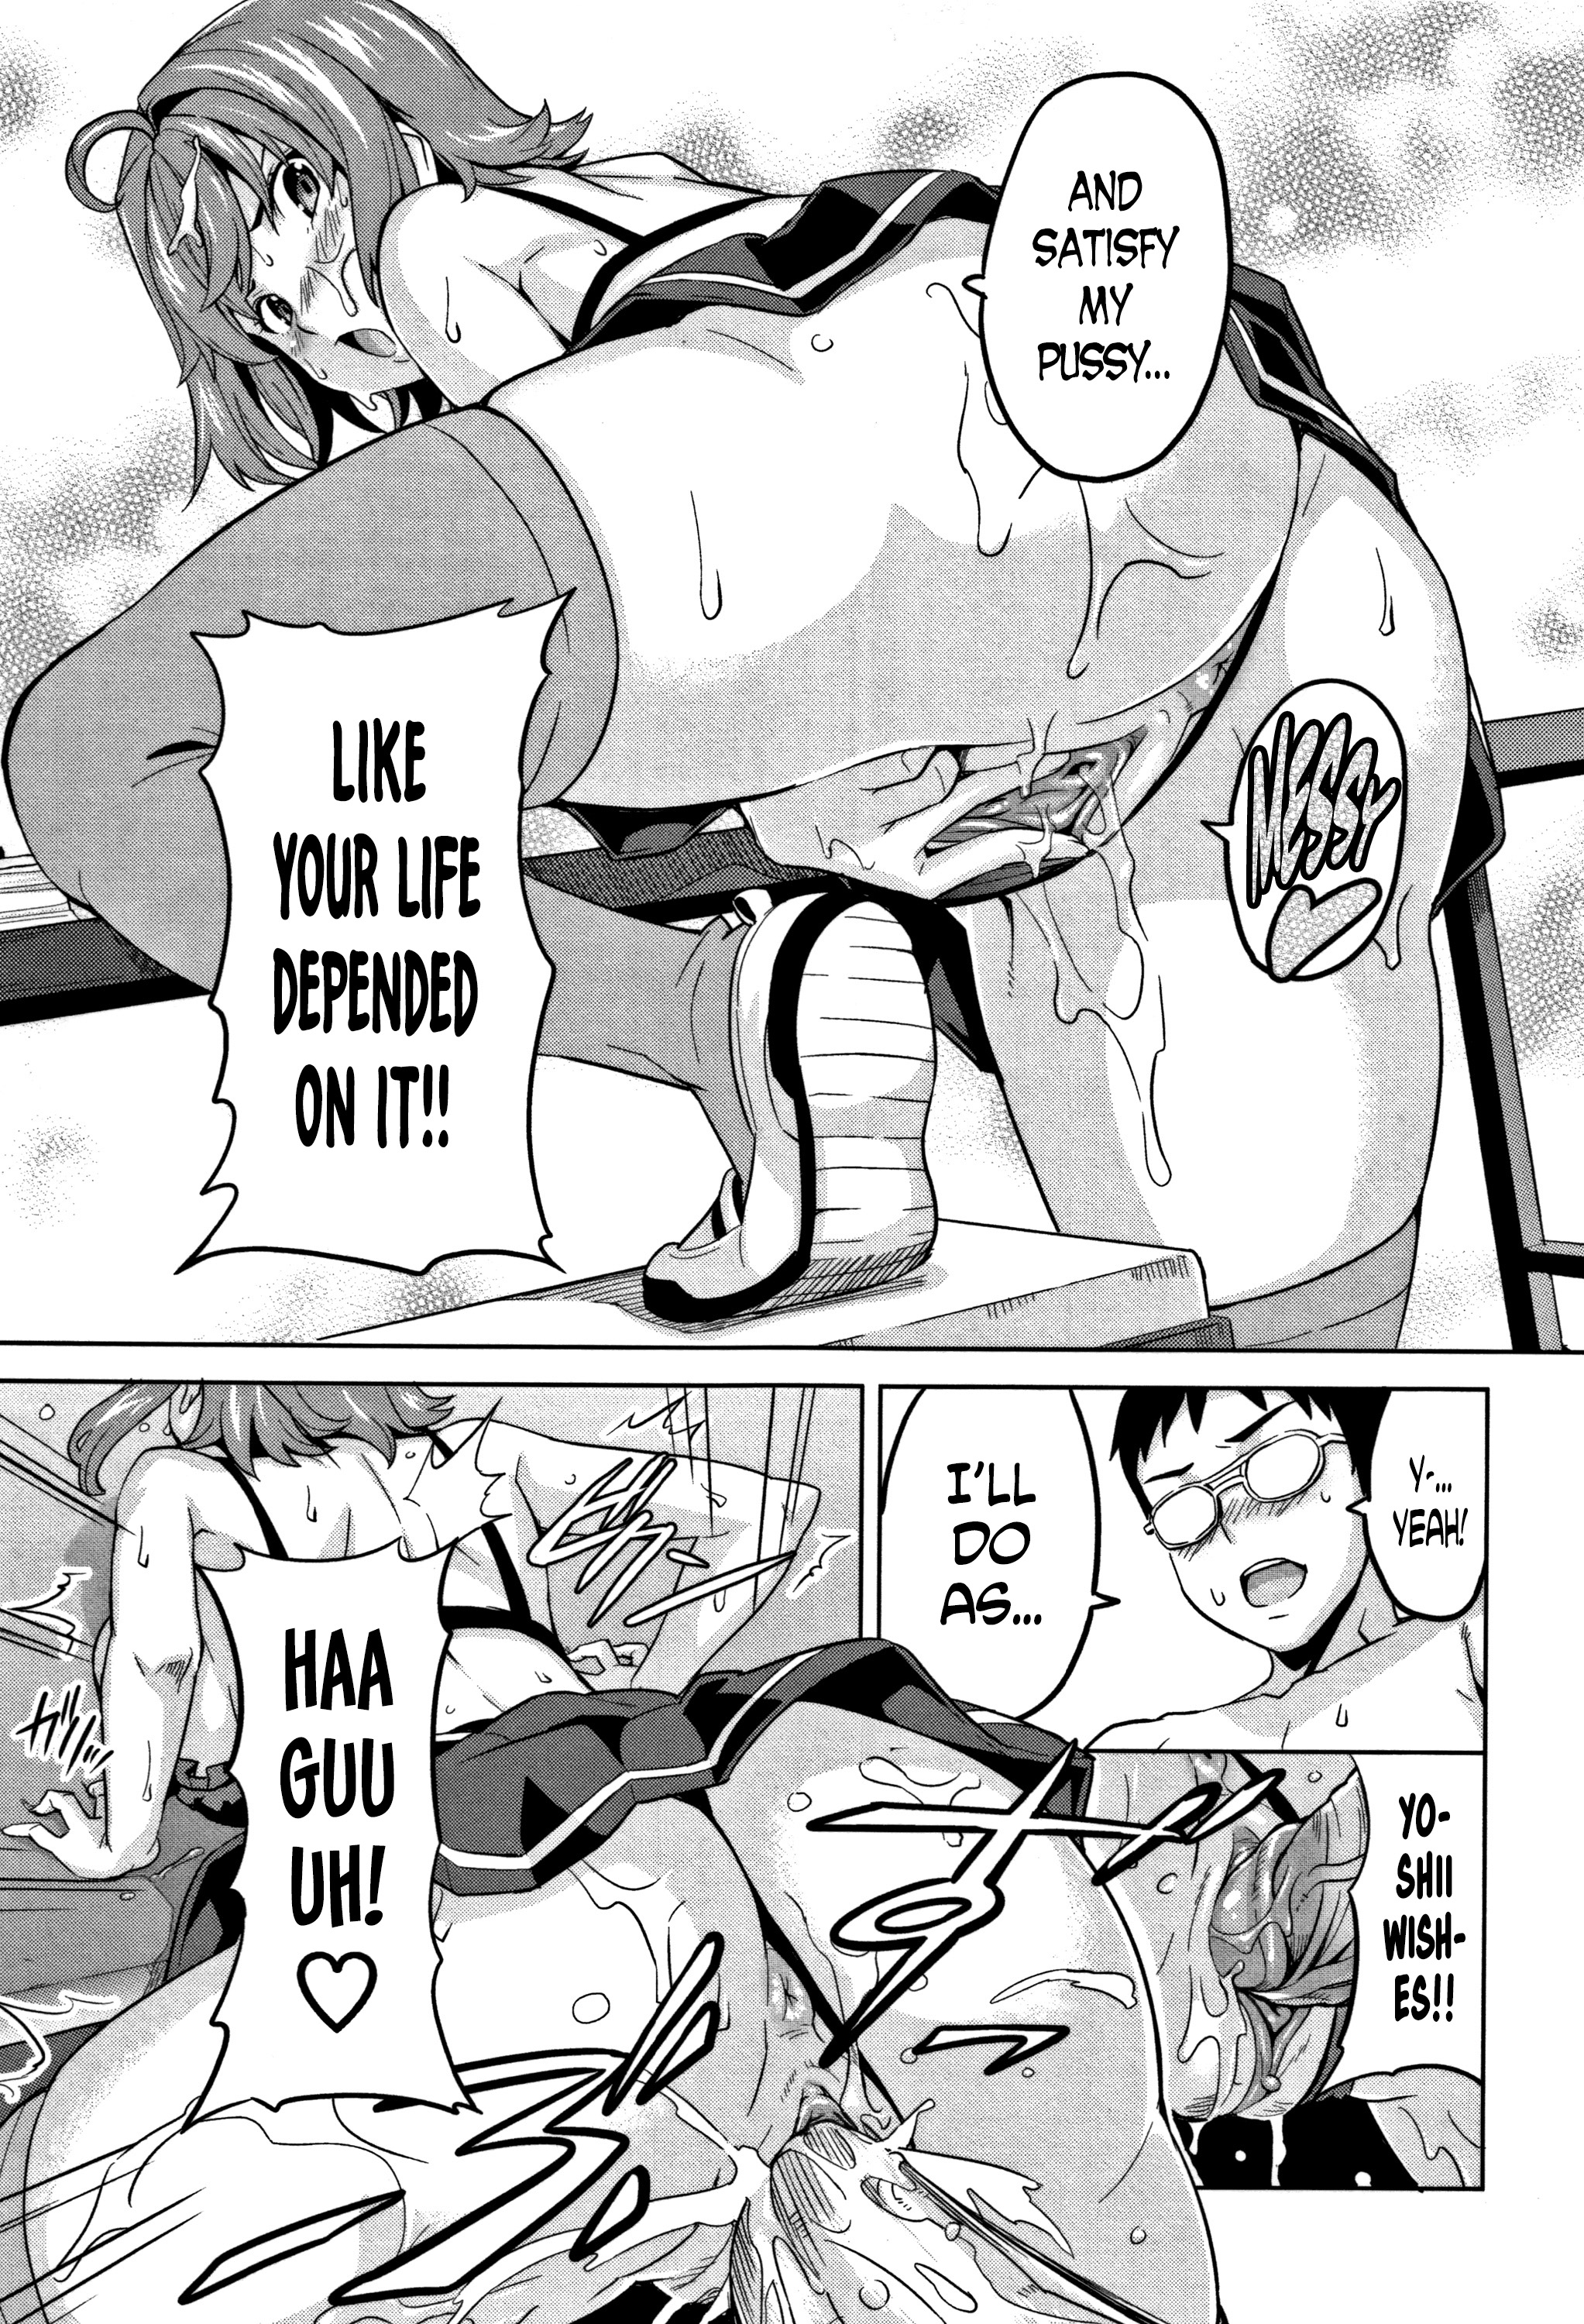 AND
SATISFY
MY
PUSSY...
MESSY
LIKE
YOUR LIFE
DEPENDED
ON IT!!
Y-...
YEAH!
I'LL
DO
AS...
YO-
SHII
WISH-
ES!!
HAA
GUU
UH!
♡